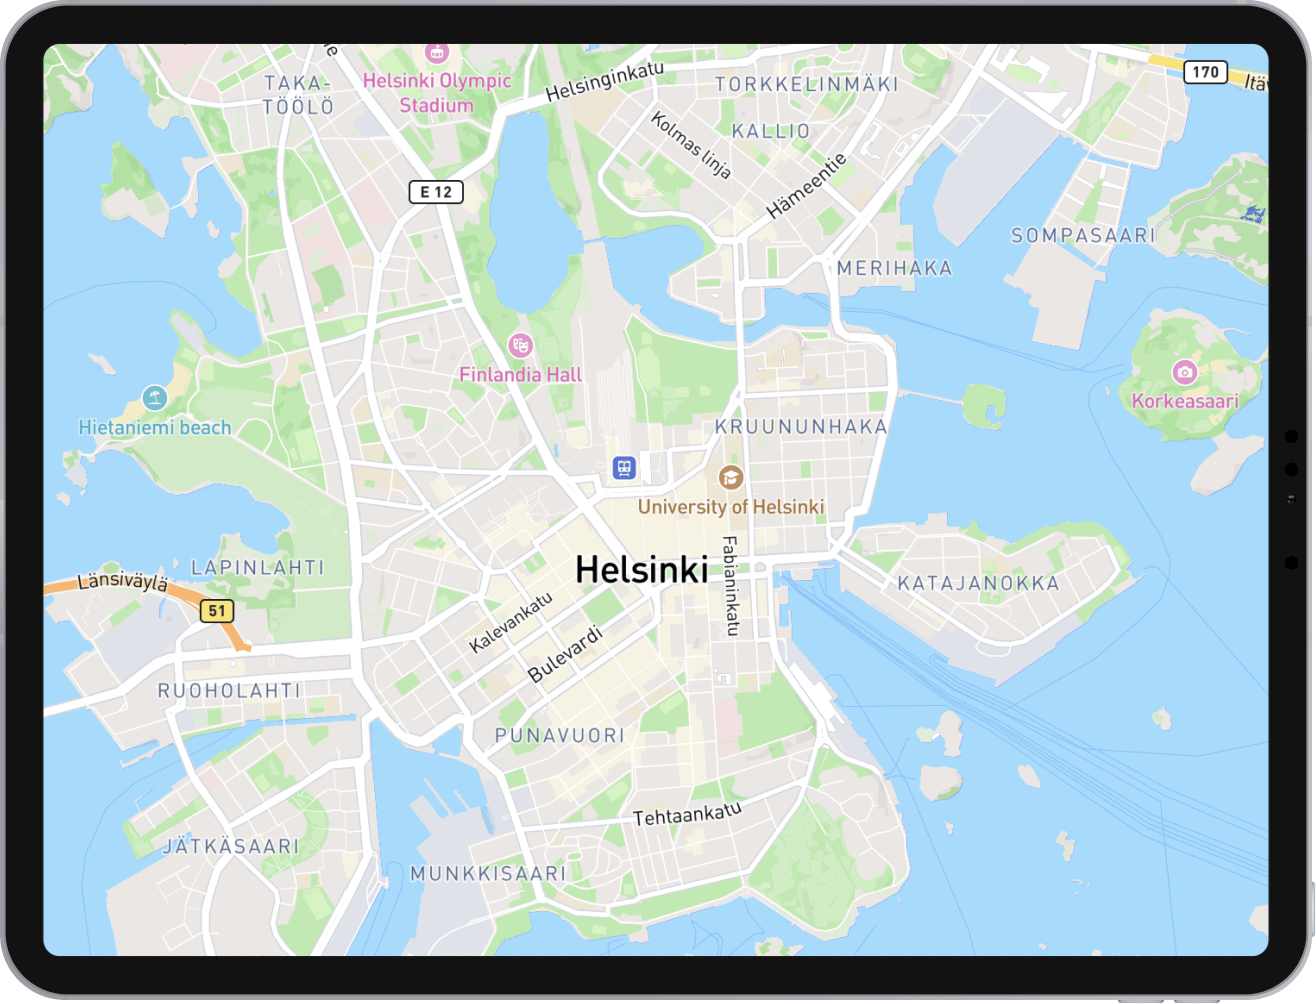 Helsinki Olympic
Stadium
Helsinginkatu
170
TAKA-
TÖÖLÖ
TORKKELINMÄKI
KALLIO
Kolmas linja
E 12
Hämeentie
SOMPASAARI
MERIHAKA
Finlandia Hall
Korkeasaari
Hietaniemi beach
KRUUNUNHAKA
University of Helsinki
Helsinki
Fabianinkatu
LAPINLAHTI
Länsiväylä
51
KATAJANOKKA
Kalevankatu
Bulevardi
RUOHOLAHTI
PUNAVUORI
Tehtaankatu
JÄTKÄSAARI
MUNKKISAARI